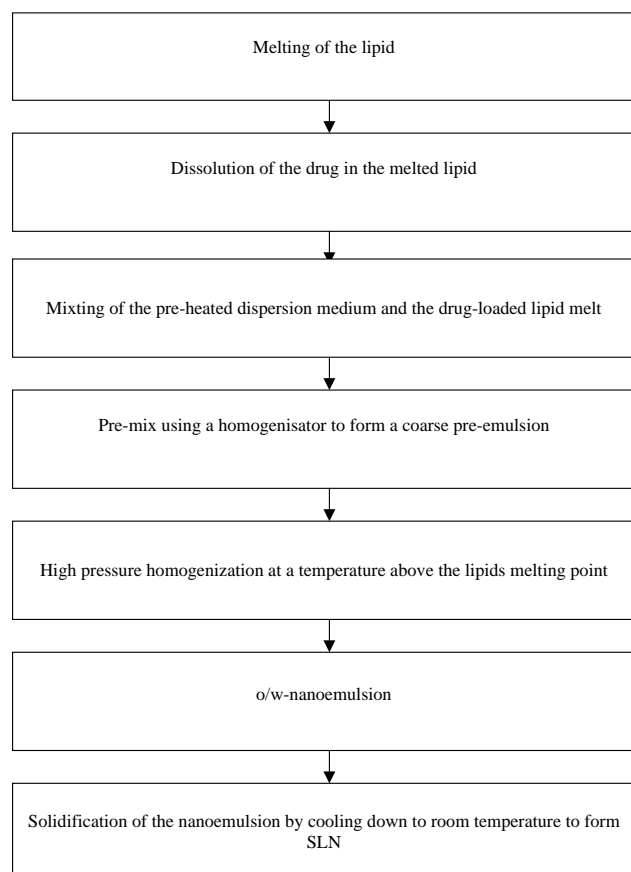 Melting of the lipid
Dissolution of the drug in the melted lipid
Mixting of the pre-heated dispersion medium and the drug-loaded lipid melt
Pre-mix using a homogenisator to form a coarse pre-emulsion
High pressure homogenization at a temperature above the lipids melting point
o/w-nanoemulsion
Solidification of the nanoemulsion by cooling down to room temperature to form
SLN